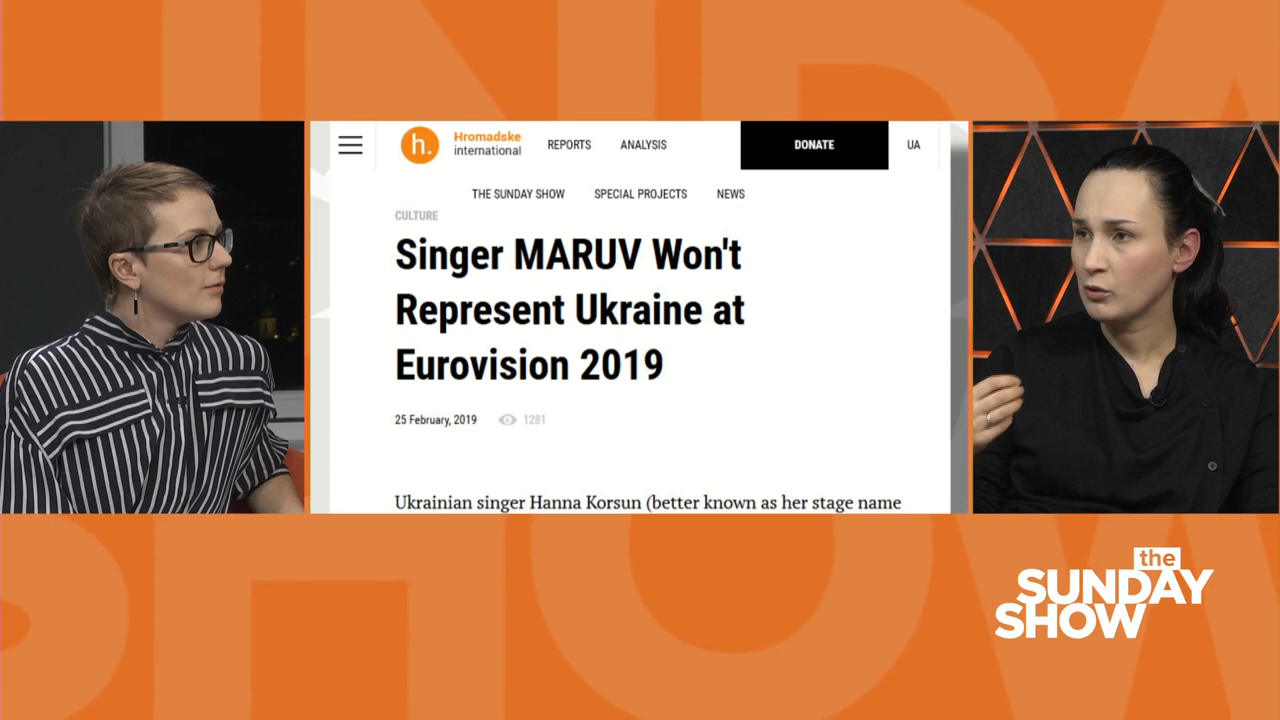 h.
Hromadske
international
REPORTS
ANALYSIS
DONATE
UA
THE SUNDAY SHOW
SPECIAL PROJECTS
NEWS
CULTURE
Singer MARUV Won't
Represent Ukraine at
Eurovision 2019
25 February, 2019
1281
Ukrainian singer Hanna Korsun (better known as her stage name
the
SUNDAY
SHOW